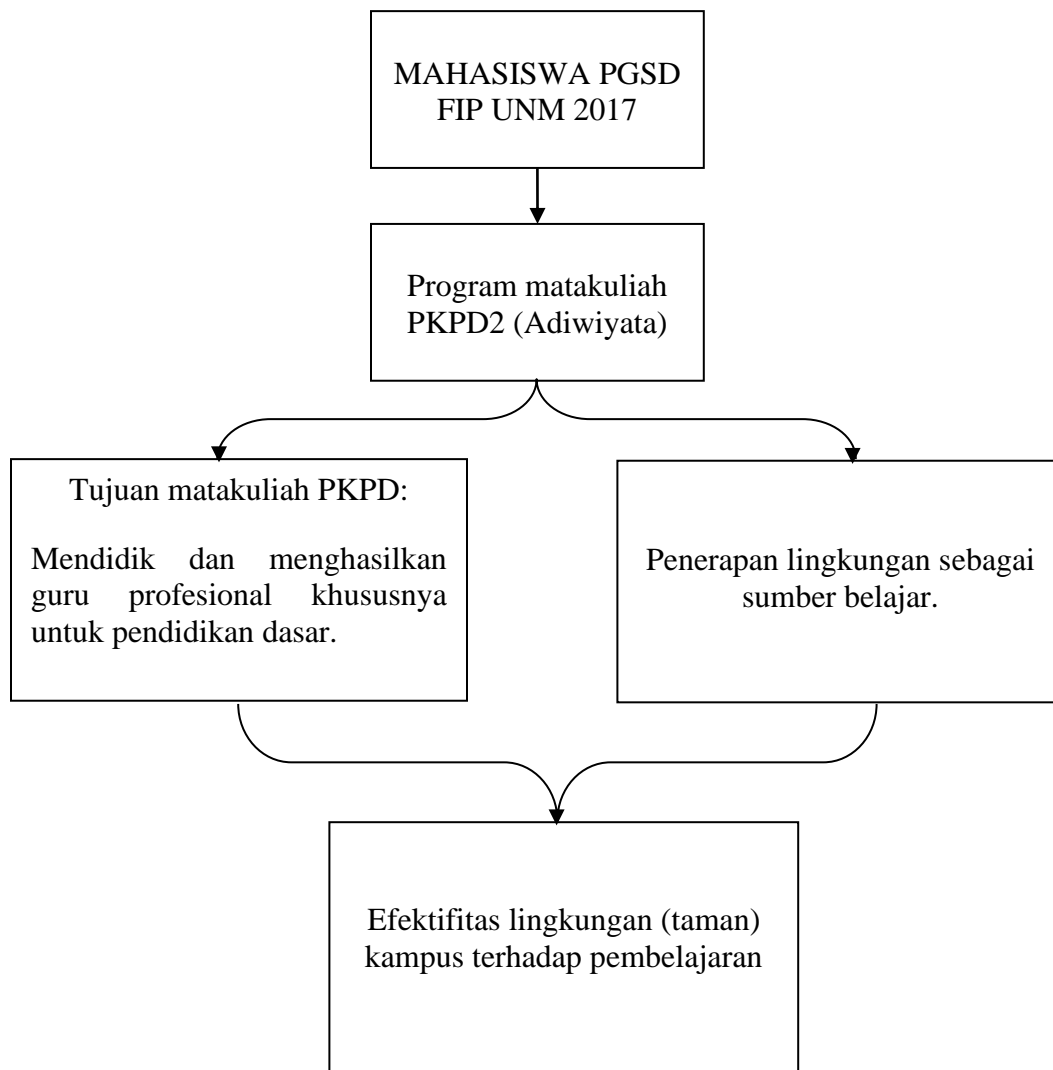 MAHASISWA PGSD
FIP UNM 2017
Program matakuliah
PKPD2 (Adiwiyata)
Tujuan matakuliah PKPD:
Mendidik dan menghasilkan
guru profesional khususnya
untuk pendidikan dasar.
Penerapan lingkungan sebagai
sumber belajar.
Efektifitas lingkungan (taman)
kampus terhadap pembelajaran